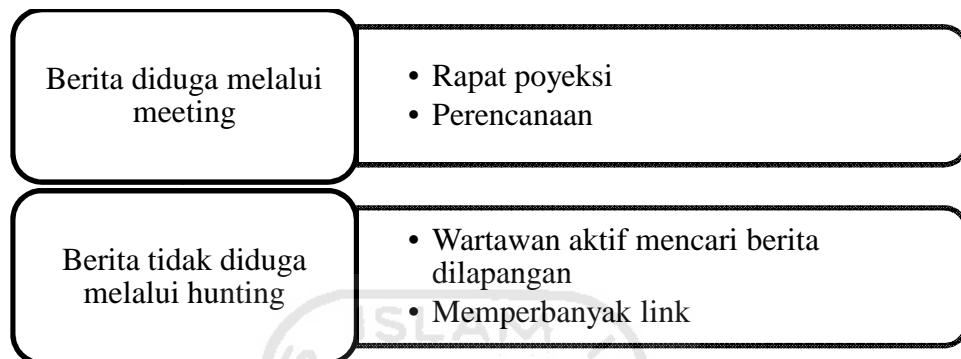 Berita diduga melalui
meeting
• Rapat poyeksi
• Perencanaan
Berita tidak diduga
melalui hunting
• Wartawan aktif mencari berita
dilapangan
• Memperbanyak link
ISLAM